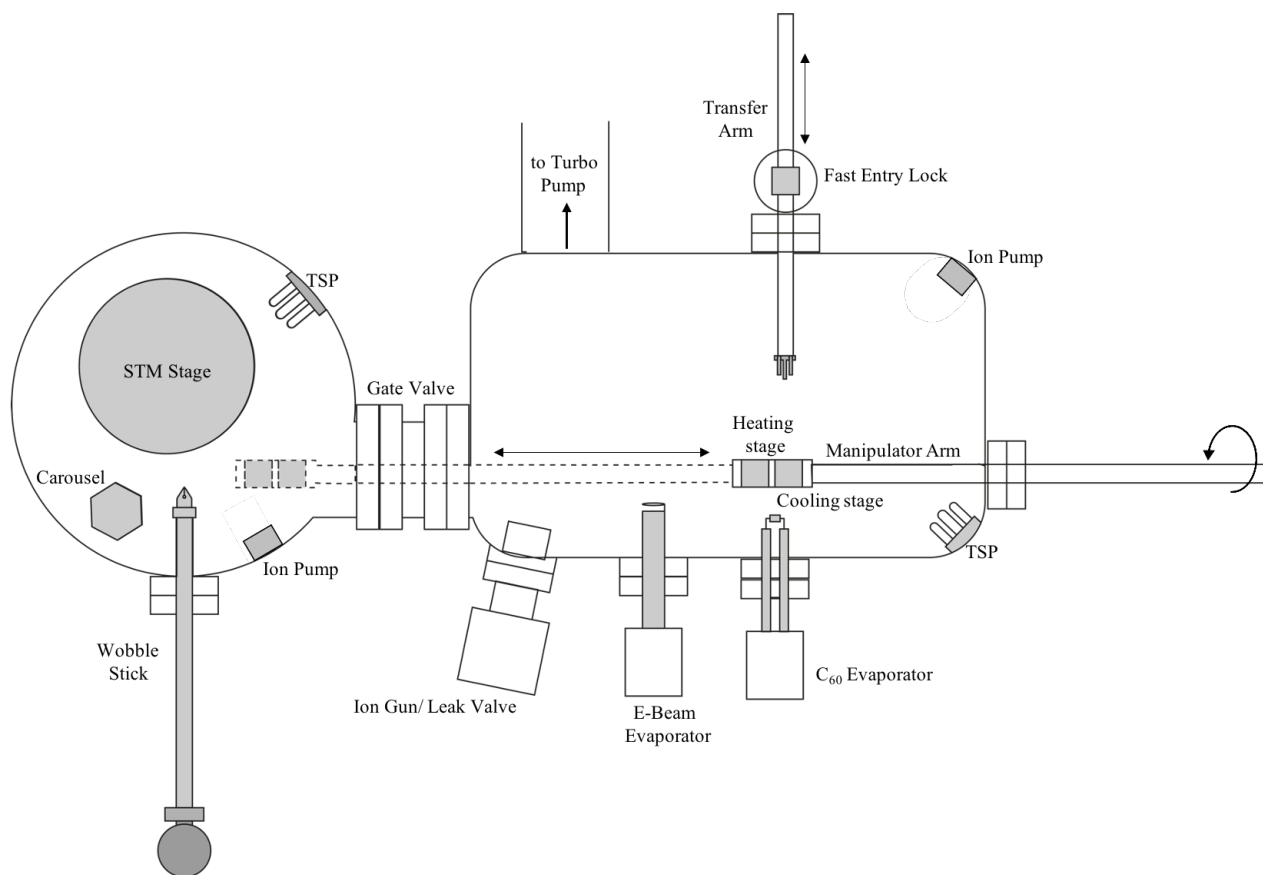 Transfer
Arm
to Turbo
Pump
Fast Entry Lock
Ion Pump
TSP
STM Stage
Gate Valve
Heating
stage
Manipulator Arm
Carousel
Cooling stage
TSP
Ion Pump
Wobble
Stick
C₆₀ Evaporator
Ion Gun/ Leak Valve
E-Beam
Evaporator